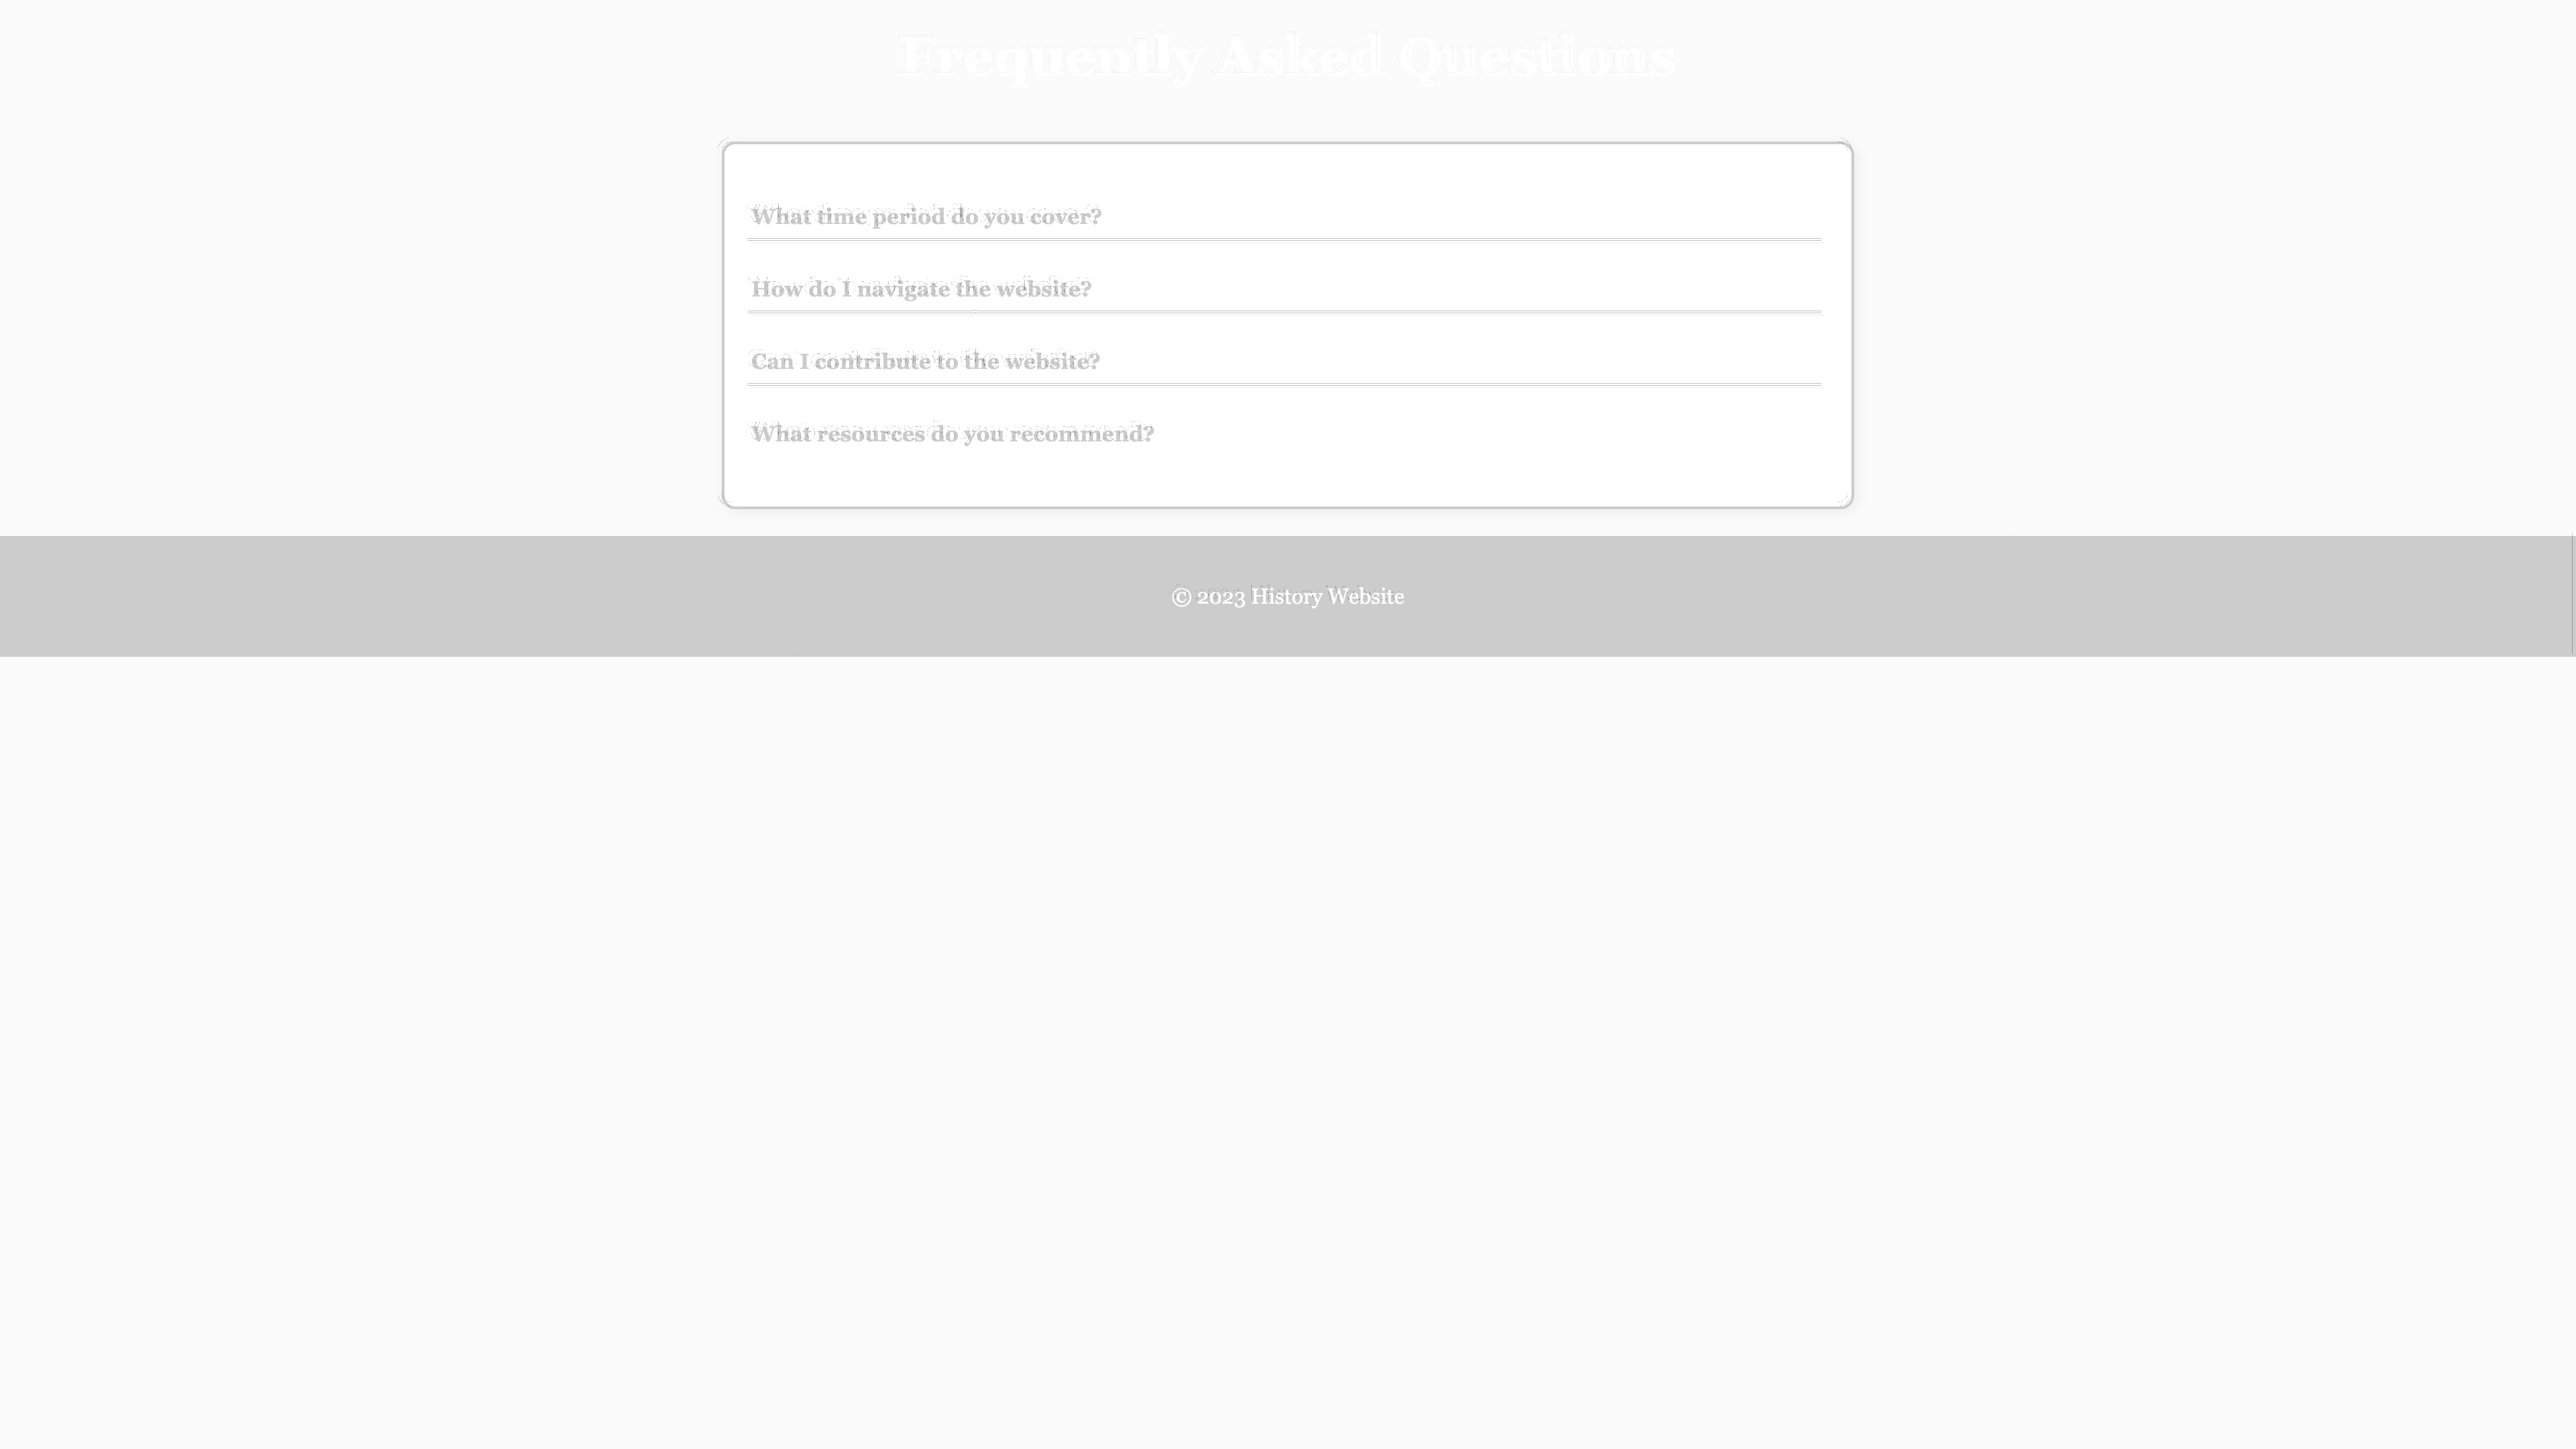 Frequently Asked Questions
What time period do you cover?
How do I navigate the website?
Can I contribute to the website?
What resources do you recommend?
© 2023 History Website